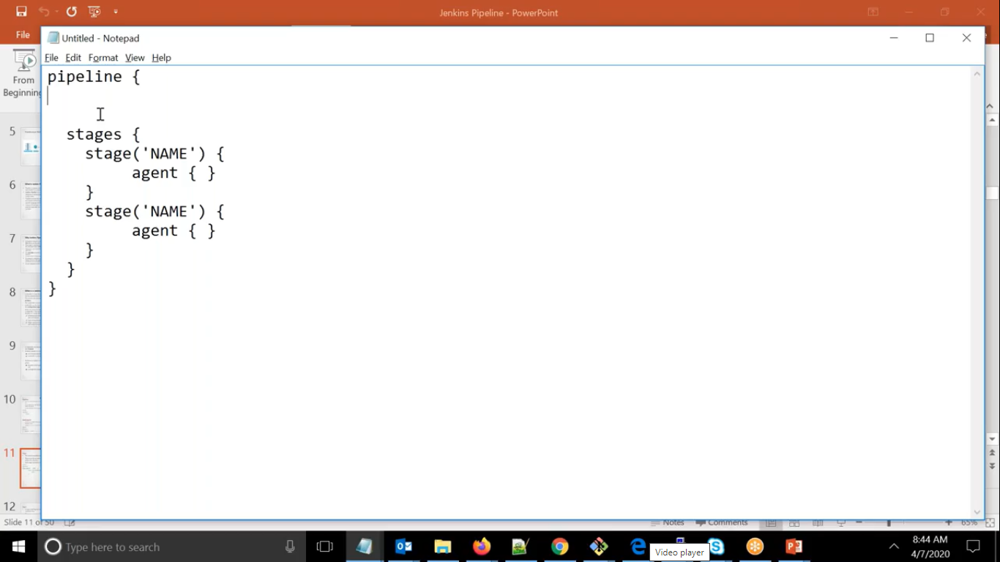 Jenkins Pipeline - PowerPoint
File
From
Beginning
5
6
7
8
9
10
11
12
Slide 11 of 50
Notes
Comments
65%
Untitled - Notepad
File Edit Format View Help
pipeline {
stages {
stage('NAME') {
agent { }
}
stage('NAME') {
agent { }
}
}
}
Type here to search
Video player
8:44 AM
4/7/2020